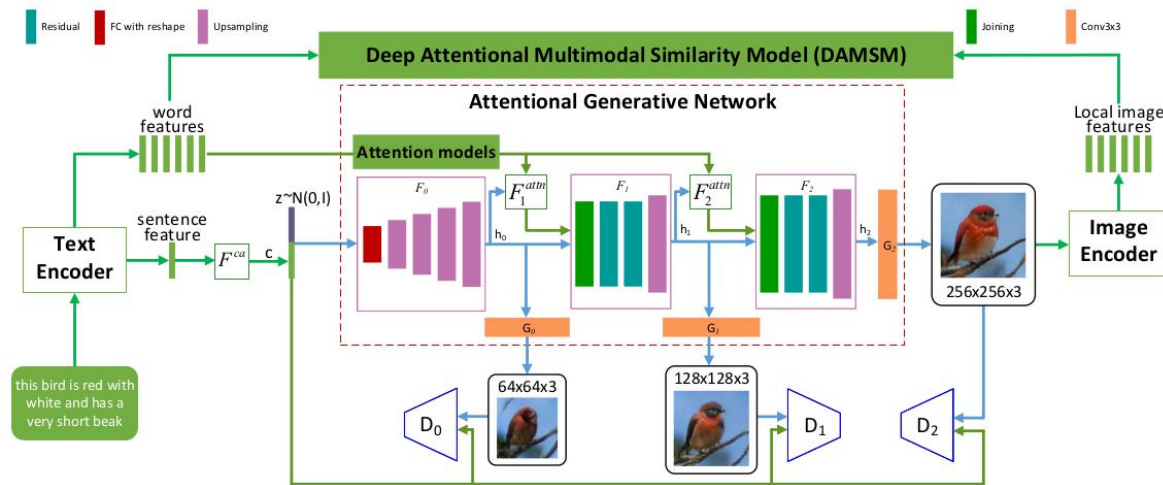 Residual
FC with reshape
Upsampling
Joining
Conv3x3
Deep Attentional Multimodal Similarity Model (DAMSM)
Attentional Generative Network
word
features
Local image
features
Attention models
z~N(0,I)
F₀
F₁ᵃᵗᵗⁿ
F₁
F₂ᵃᵗᵗⁿ
F₂
sentence
feature
Text
Encoder
Fᶜᵃ
c
h₀
h₁
h₂
G₂
256x256x3
Image
Encoder
G₀
G₁
this bird is red with
white and has a
very short beak
64x64x3
128x128x3
D₀
D₁
D₂